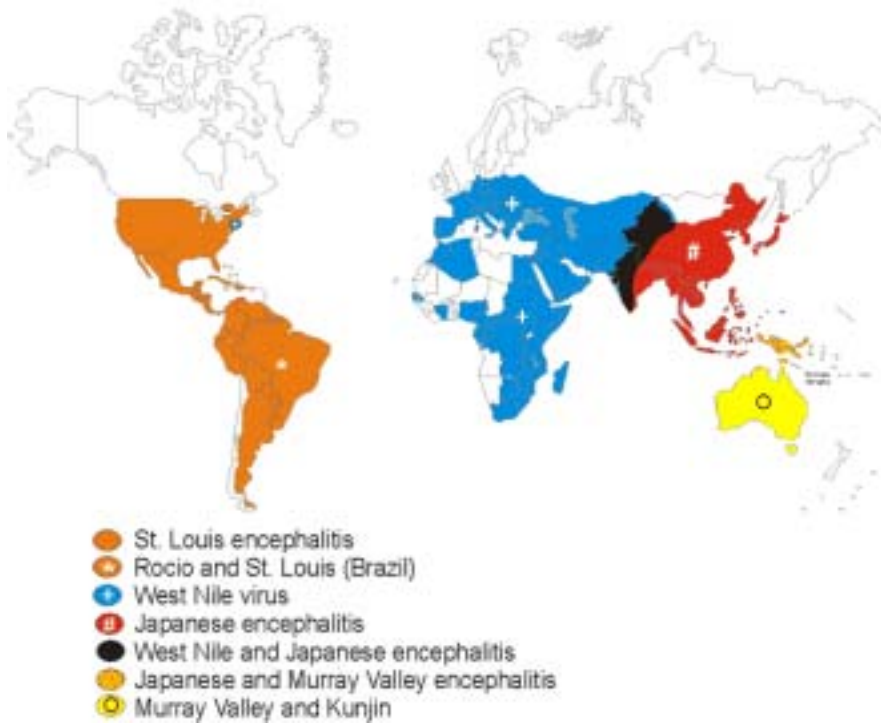 St. Louis encephalitis
Rocio and St. Louis (Brazil)
West Nile virus
# Japanese encephalitis
West Nile and Japanese encephalitis
Japanese and Murray Valley encephalitis
Murray Valley and Kunjin